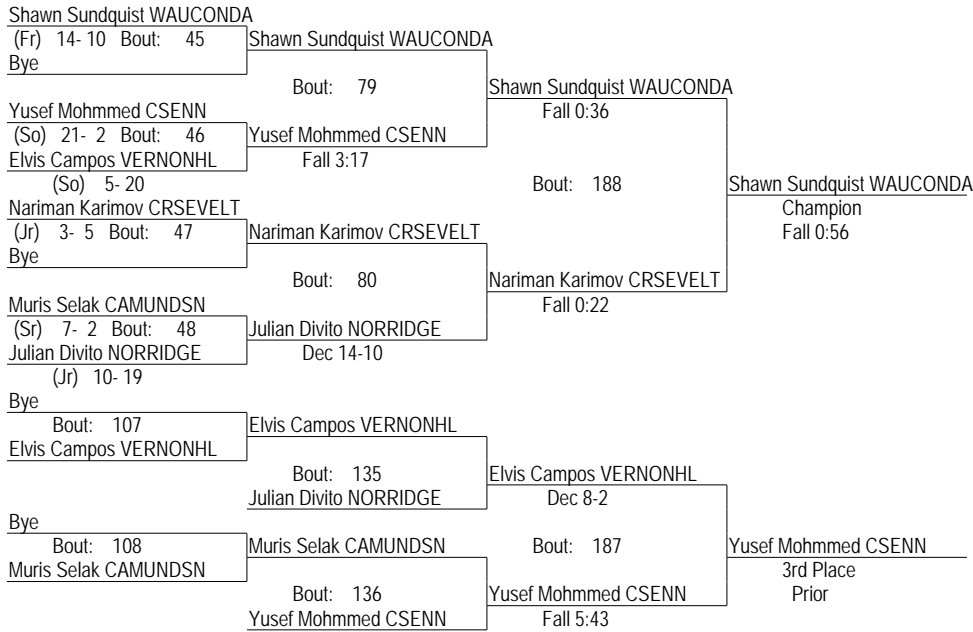 Shawn Sundquist WAUCONDA
(Fr) 14- 10 Bout: 45
Bye
Shawn Sundquist WAUCONDA
Bout: 79
Yusef Mohmmed CSENN
(So) 21- 2 Bout: 46
Elvis Campos VERNONHL
(So) 5- 20
Yusef Mohmmed CSENN
Fall 3:17
Shawn Sundquist WAUCONDA
Fall 0:36
Bout: 188
Nariman Karimov CRSEVELT
(Jr) 3- 5 Bout: 47
Bye
Nariman Karimov CRSEVELT
Bout: 80
Muris Selak CAMUNDSN
(Sr) 7- 2 Bout: 48
Julian Divito NORRIDGE
(Jr) 10- 19
Julian Divito NORRIDGE
Dec 14-10
Nariman Karimov CRSEVELT
Fall 0:22
Shawn Sundquist WAUCONDA
Champion
Fall 0:56
Bye
Bout: 107
Elvis Campos VERNONHL
Elvis Campos VERNONHL
Bout: 135
Julian Divito NORRIDGE
Elvis Campos VERNONHL
Dec 8-2
Bye
Bout: 108
Muris Selak CAMUNDSN
Muris Selak CAMUNDSN
Bout: 136
Yusef Mohmmed CSENN
Bout: 187
Yusef Mohmmed CSENN
Fall 5:43
Yusef Mohmmed CSENN
3rd Place
Prior